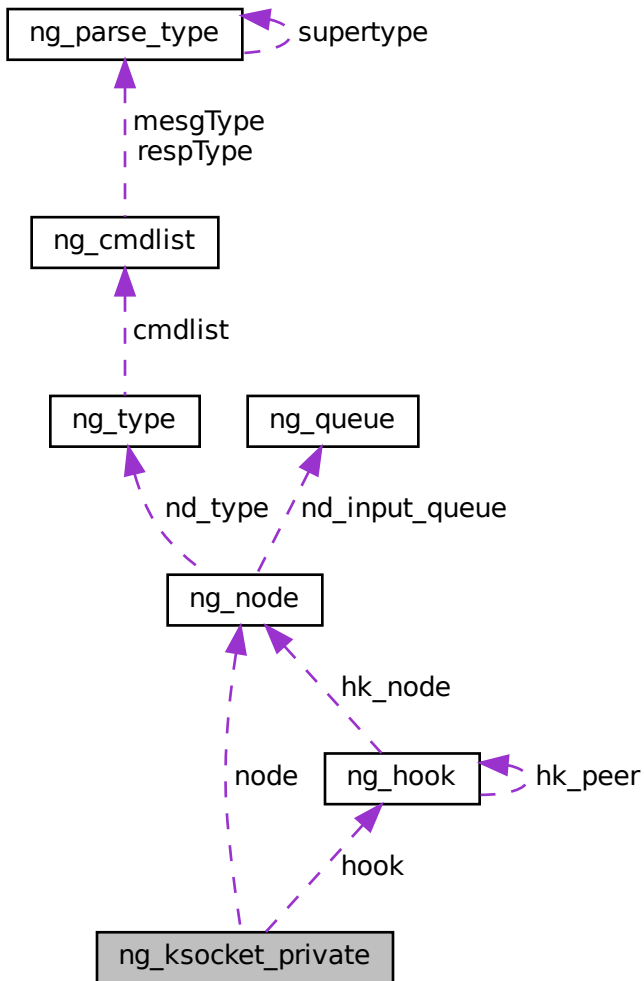 ng_parse_type
supertype
mesgType
respType
ng_cmdlist
cmdlist
ng_type
ng_queue
nd_type
nd_input_queue
ng_node
hk_node
node
ng_hook
hk_peer
hook
ng_ksocket_private